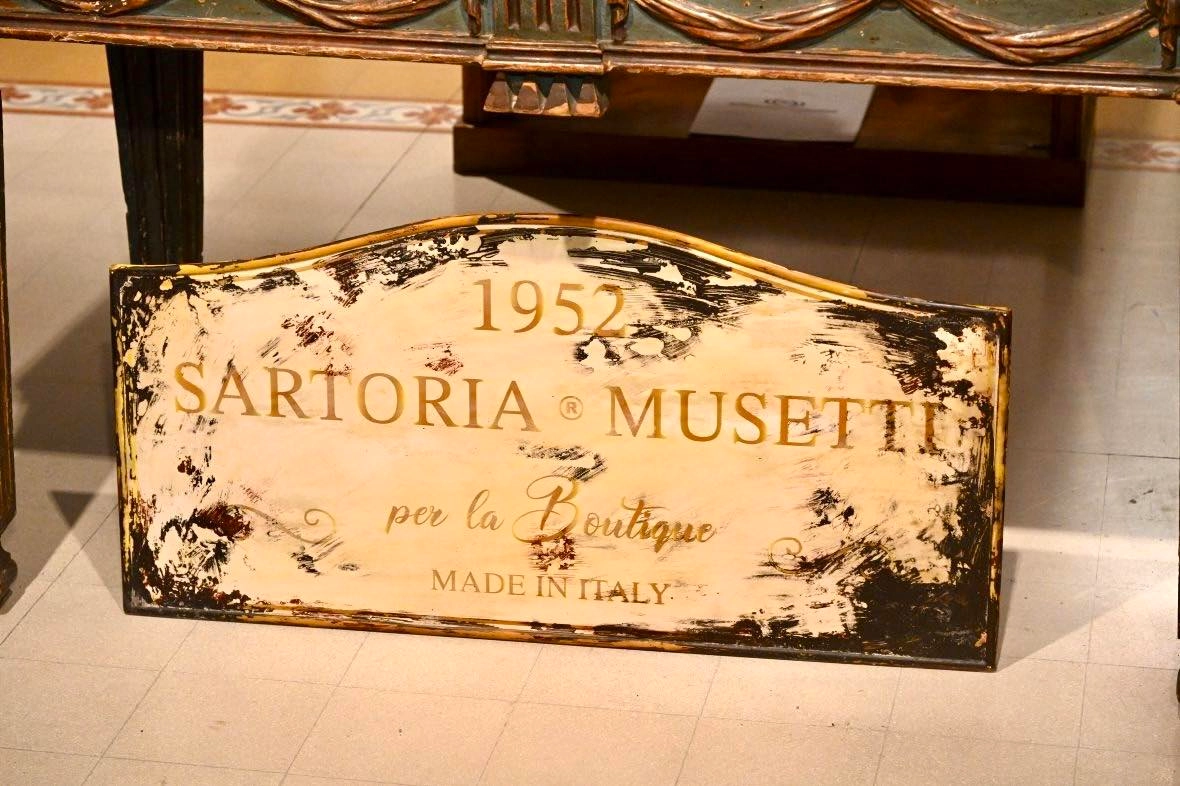 1952
SARTORIA ® MUSETTI
per la Boutique
MADE IN ITALY